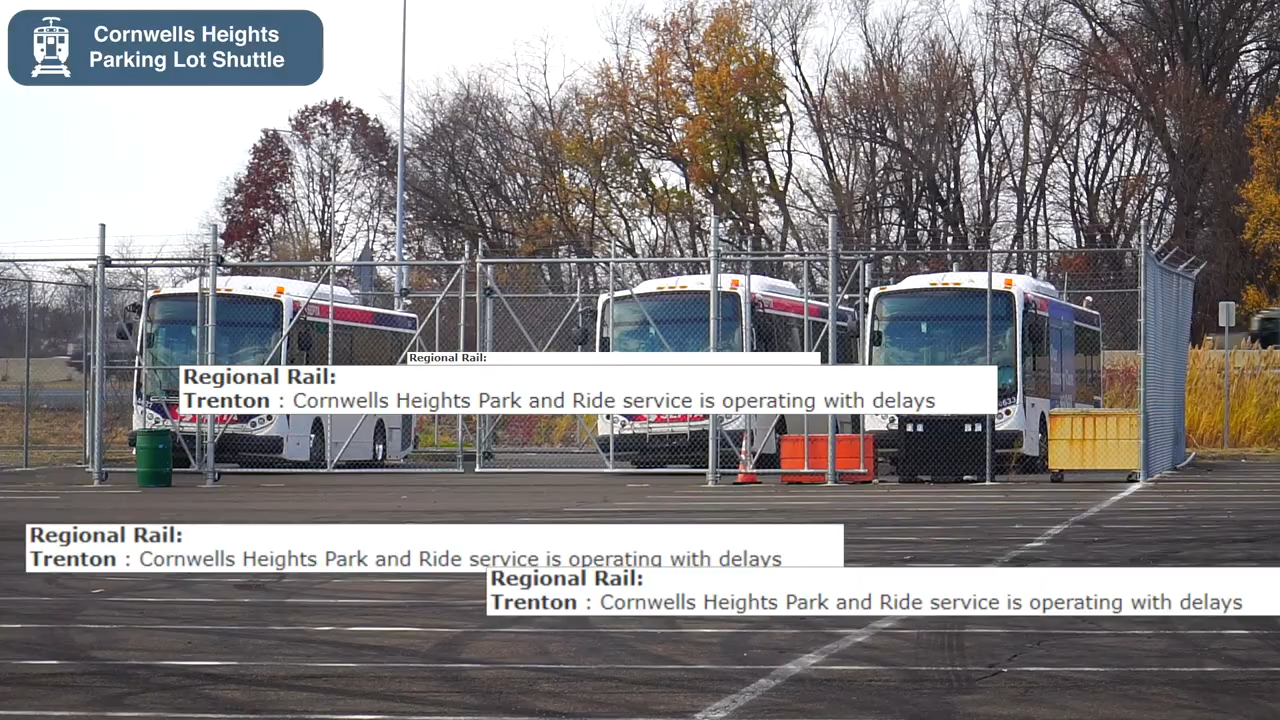 Cornwells Heights
Parking Lot Shuttle
Regional Rail:
Regional Rail:
Trenton : Cornwells Heights Park and Ride service is operating with delays
Regional Rail:
Trenton : Cornwells Heights Park and Ride service is operating with delays
Regional Rail:
Trenton : Cornwells Heights Park and Ride service is operating with delays